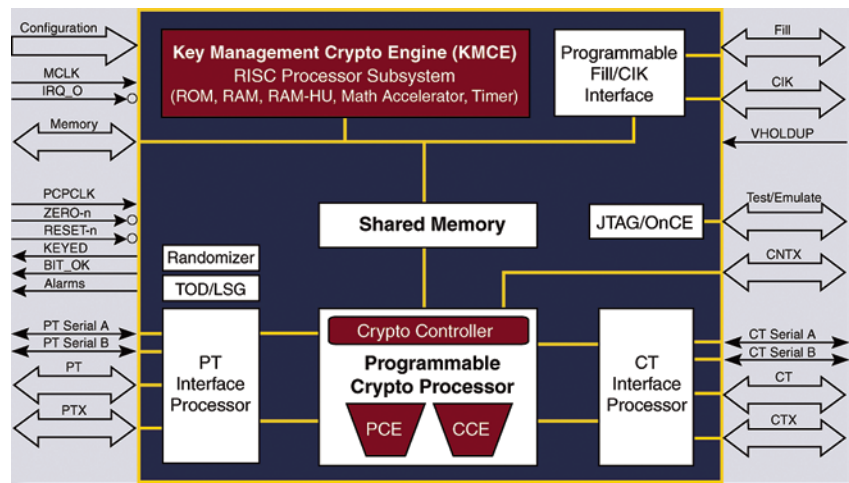 Configuration
MCLK
IRQ_O
Memory
PCPCLK
ZERO-n
RESET-n
KEYED
BIT_OK
Alarms
PT Serial A
PT Serial B
PT
PTX
Key Management Crypto Engine (KMCE)
RISC Processor Subsystem
(ROM, RAM, RAM-HU, Math Accelerator, Timer)
Programmable
Fill/CIK
Interface
Shared Memory
JTAG/OnCE
Randomizer
TOD/LSG
PT
Interface
Processor
Crypto Controller
Programmable
Crypto Processor
PCE
CCE
CT
Interface
Processor
Fill
CIK
VHOLDUP
Test/Emulate
CNTX
CT Serial A
CT Serial B
CT
CTX